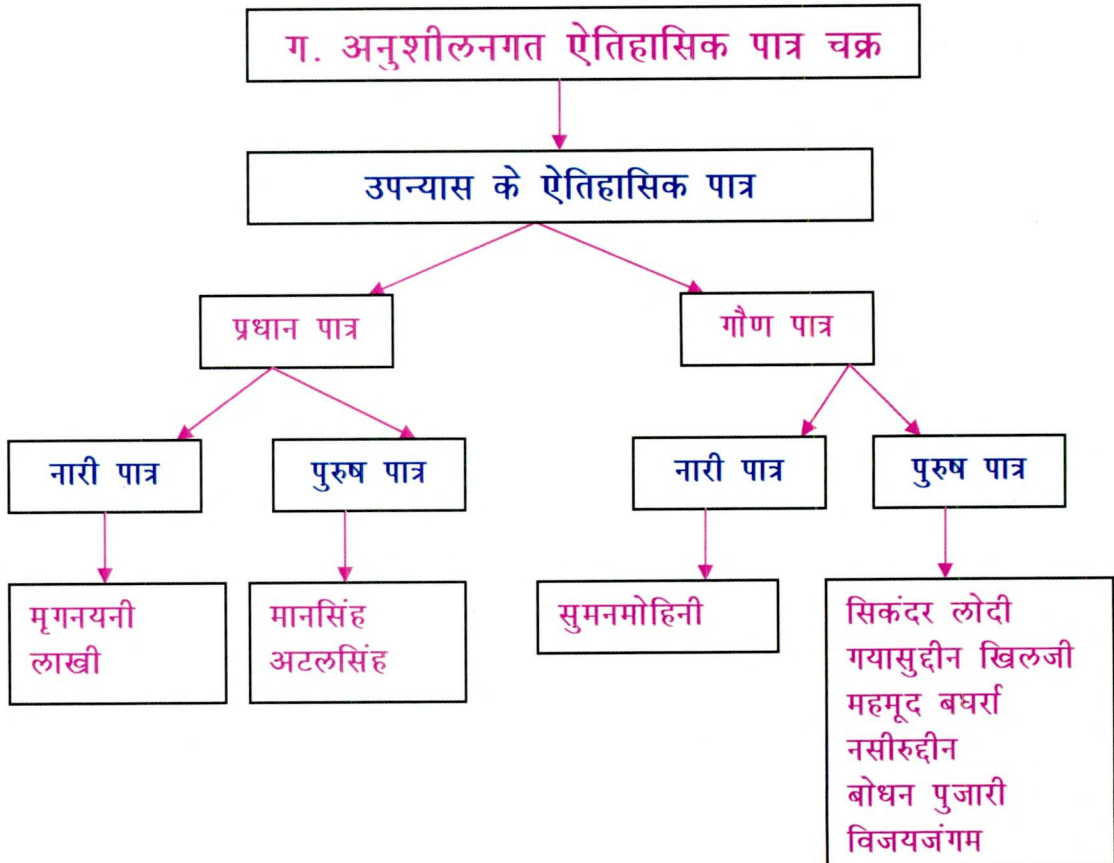 ग. अनुशीलनगत ऐतिहासिक पात्र चक्र
उपन्यास के ऐतिहासिक पात्र
प्रधान पात्र
गौण पात्र
नारी पात्र
पुरुष पात्र
नारी पात्र
पुरुष पात्र
मृगनयनी
लाखी
मानसिंह
अटलसिंह
सुमनमोहिनी
सिकंदर लोदी
गयासुद्दीन खिलजी
महमूद बघर्रा
नसीरुद्दीन
बोधन पुजारी
विजयजंगम